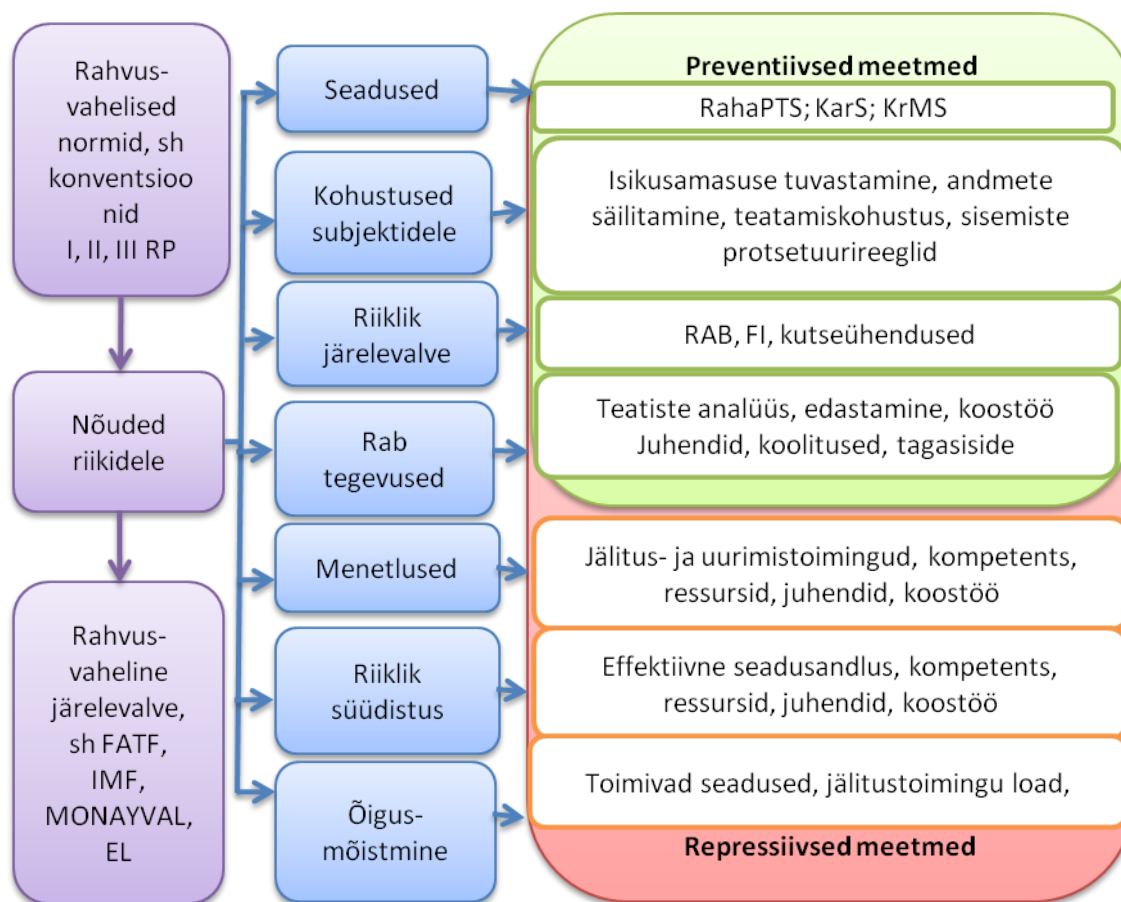 Rahvus-
vahelised
normid, sh
konventsioo
nid
I, II, III RP
Nõuded
riikidele
Rahvus-
vaheline
järelevalve,
sh FATF,
IMF,
MONAYVAL,
EL
Seadused
Kohustused
subjektidele
Riiklik
järelevalve
Rab
tegevused
Menetlused
Riiklik
süüdistus
Õigus-
mõistmine
Preventiivsed meetmed
RahaPTS; KarS; KrMS
Isikusamasuse tuvastamine, andmete
säilitamine, teatamiskohustus, sisemiste
protsetuurireeglid
RAB, FI, kutseühendused
Teatiste analüüs, edastamine, koostöö
Juhendid, koolitused, tagasiside
Jälitus- ja uurimistoimingud, kompetents,
ressursid, juhendid, koostöö
Effektiivne seadusandlus, kompetents,
ressursid, juhendid, koostöö
Toimivad seadused, jälitustoimingu load,
Repressiivsed meetmed